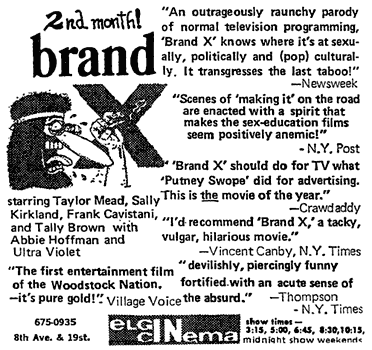 2nd month!
brand
X
"An outrageously raunchy parody
of normal television programming,
'Brand X' knows where it's at sexu-
ally, politically and (pop) cultural-
ly. It transgresses the last taboo!"
—Newsweek
"Scenes of 'making it' on the road
are enacted with a spirit that
makes the sex-education films
seem positively anemic!"
- N.Y. Post
"'Brand X' should do for TV what
'Putney Swope' did for advertising.
This is the movie of the year."
—Crawdaddy
starring Taylor Mead, Sally
Kirkland, Frank Cavistani,
and Tally Brown with
Abbie Hoffman and
Ultra Violet
"I'd recommend 'Brand X,' a tacky,
vulgar, hilarious movie."
—Vincent Canby, N.Y. Times
"The first entertainment film
of the Woodstock Nation.
—it's pure gold!" Village Voice
"devilishly, piercingly funny
fortified with an acute sense of
the absurd." —Thompson
- N.Y. Times
675-0935
8th Ave. & 19st.
ELGIN CINema
show times —
3:15, 5:00, 6:45, 8:30, 10:15,
midnight show weekends